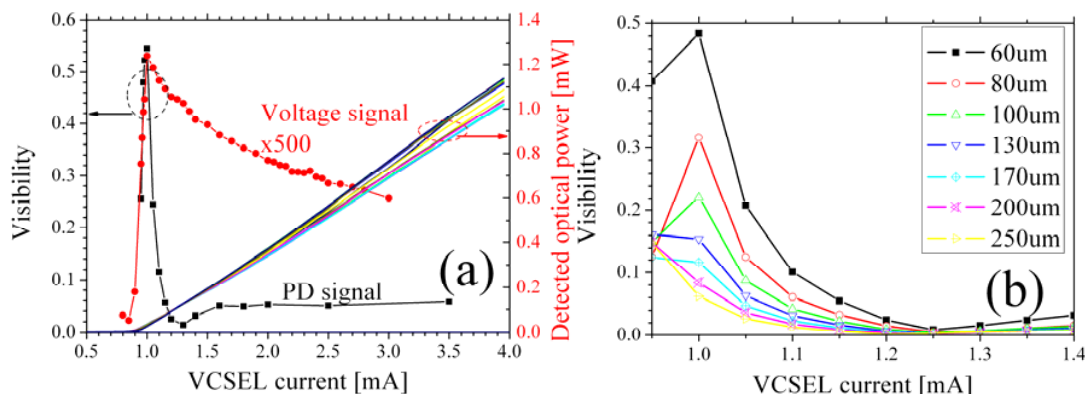 0.6
0.5
0.4
0.3
0.2
0.1
0.0
Visibility
0.5 1.0 1.5 2.0 2.5 3.0 3.5 4.0
VCSEL current [mA]
1.4
1.2
1.0
0.8
0.6
0.4
0.2
0.0
Detected optical power [mW]
Voltage signal
x500
PD signal
(a)
0.5
0.4
0.3
0.2
0.1
0.0
Visibility
1.0 1.1 1.2 1.3 1.4
VCSEL current [mA]
60um
80um
100um
130um
170um
200um
250um
(b)